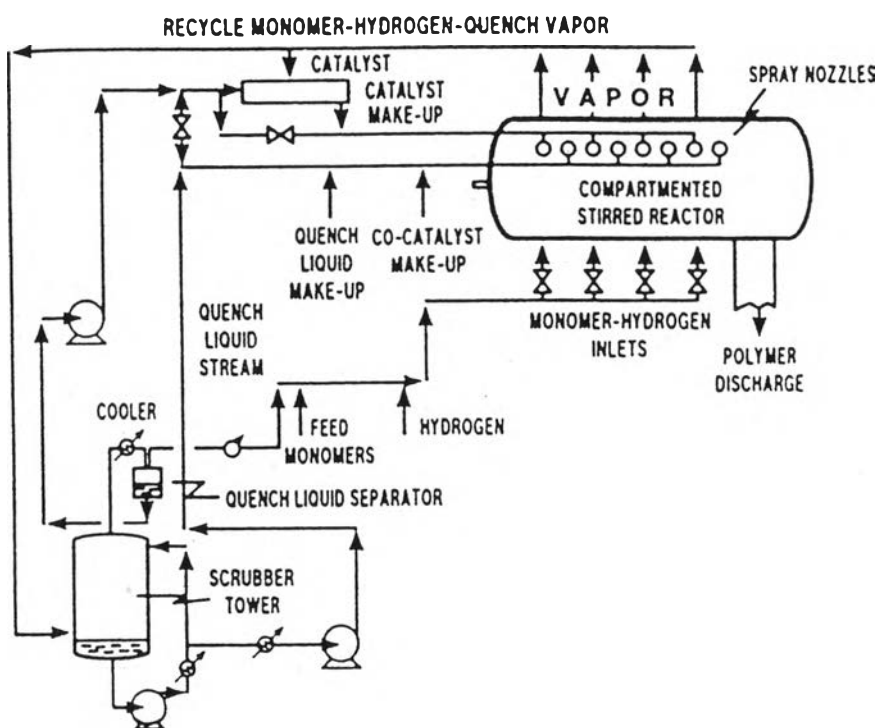 RECYCLE MONOMER-HYDROGEN-QUENCH VAPOR
CATALYST
CATALYST
MAKE-UP
VAPOR
SPRAY NOZZLES
COMPARTMENTED
STIRRED REACTOR
QUENCH
LIQUID
MAKE-UP
CO-CATALYST
MAKE-UP
QUENCH
LIQUID
STREAM
MONOMER-HYDROGEN
INLETS
POLYMER
DISCHARGE
COOLER
FEED
MONOMERS
HYDROGEN
QUENCH LIQUID SEPARATOR
SCRUBBER
TOWER